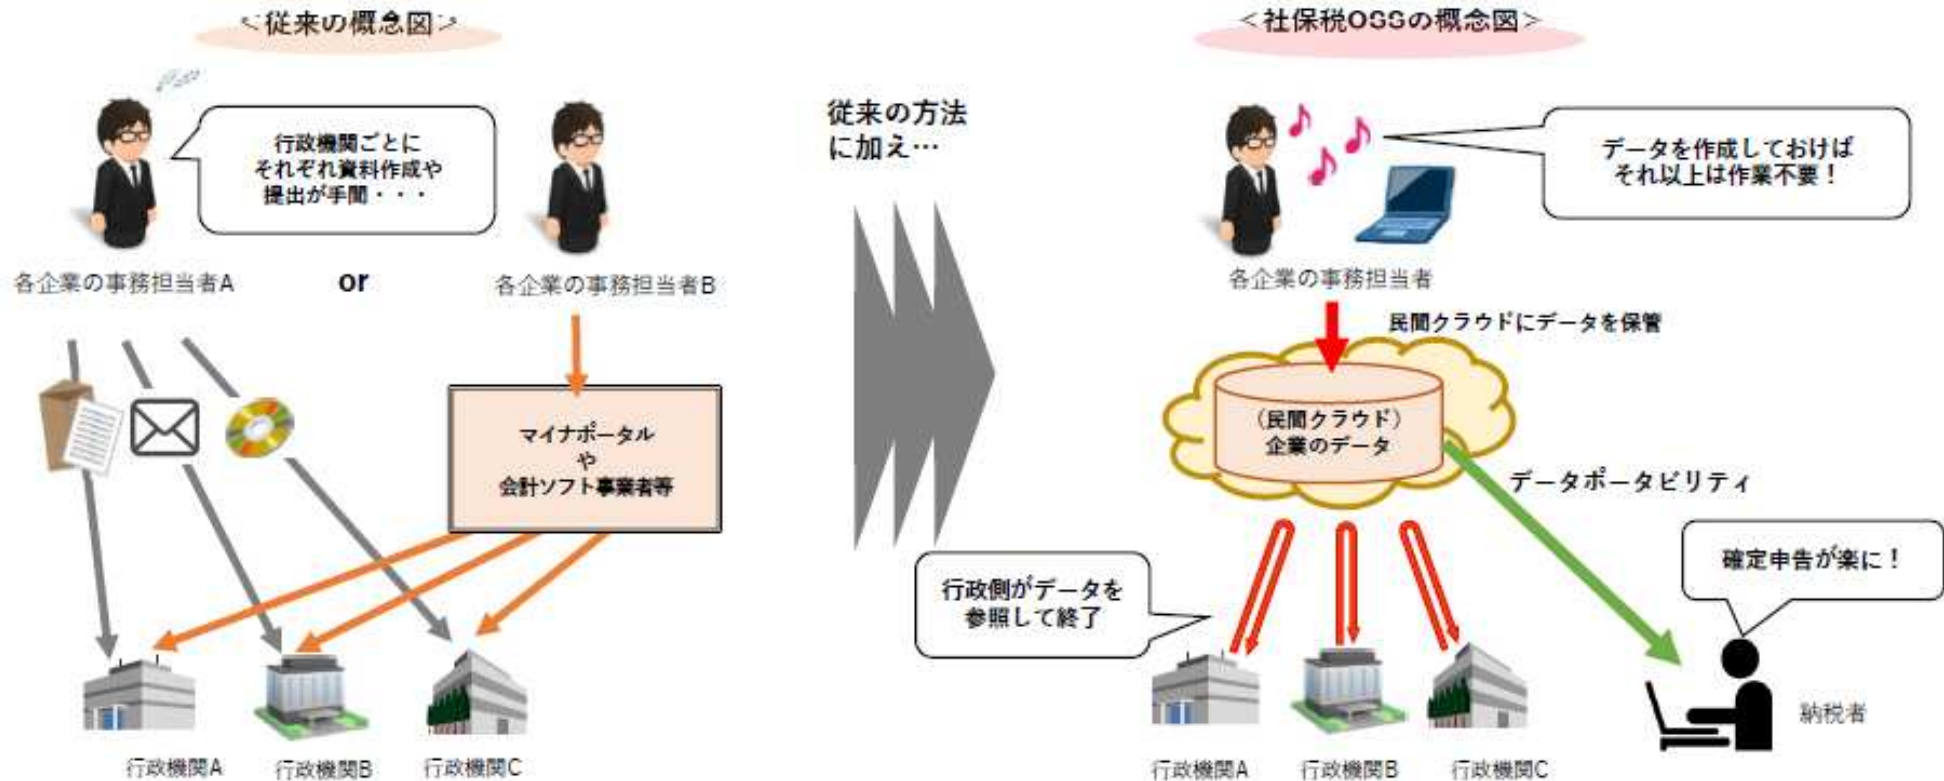 <従来の概念図>
行政機関ごとに
それぞれ資料作成や
提出が手間・・・
各企業の事務担当者A
or
各企業の事務担当者B
マイナポータル
や
会計ソフト事業者等
行政機関A
行政機関B
行政機関C
従来の方法
に加え…
<社保税OSSの概念図>
データを作成しておけば
それ以上は作業不要!
各企業の事務担当者
民間クラウドにデータを保管
(民間クラウド)
企業のデータ
データポータビリティ
行政側がデータを
参照して終了
確定申告が楽に!
納税者
行政機関A
行政機関B
行政機関C